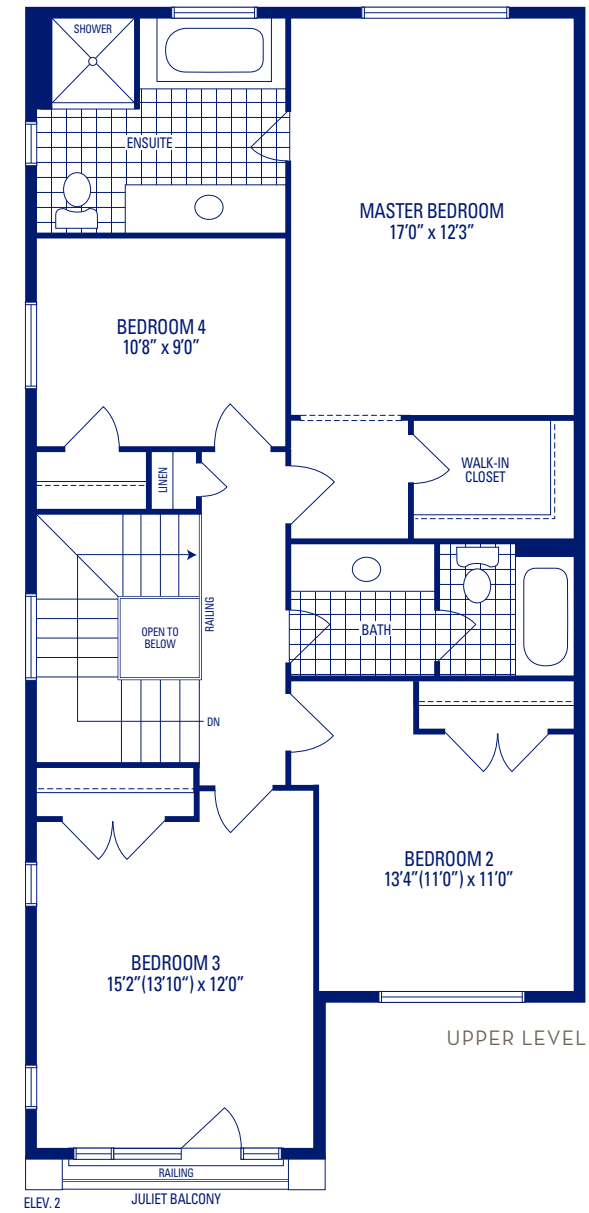 SHOWER
ENSUITE
MASTER BEDROOM
17'0” x 12'3”
BEDROOM 4
10'8” x 9'0”
LINEN
WALK-IN
CLOSET
RAILING
OPEN TO
BELOW
BATH
DN
BEDROOM 2
13'4”(11'0”) x 11'0”
BEDROOM 3
15'2”(13'10“) x 12'0”
UPPER LEVEL
RAILING
ELEV. 2
JULIET BALCONY